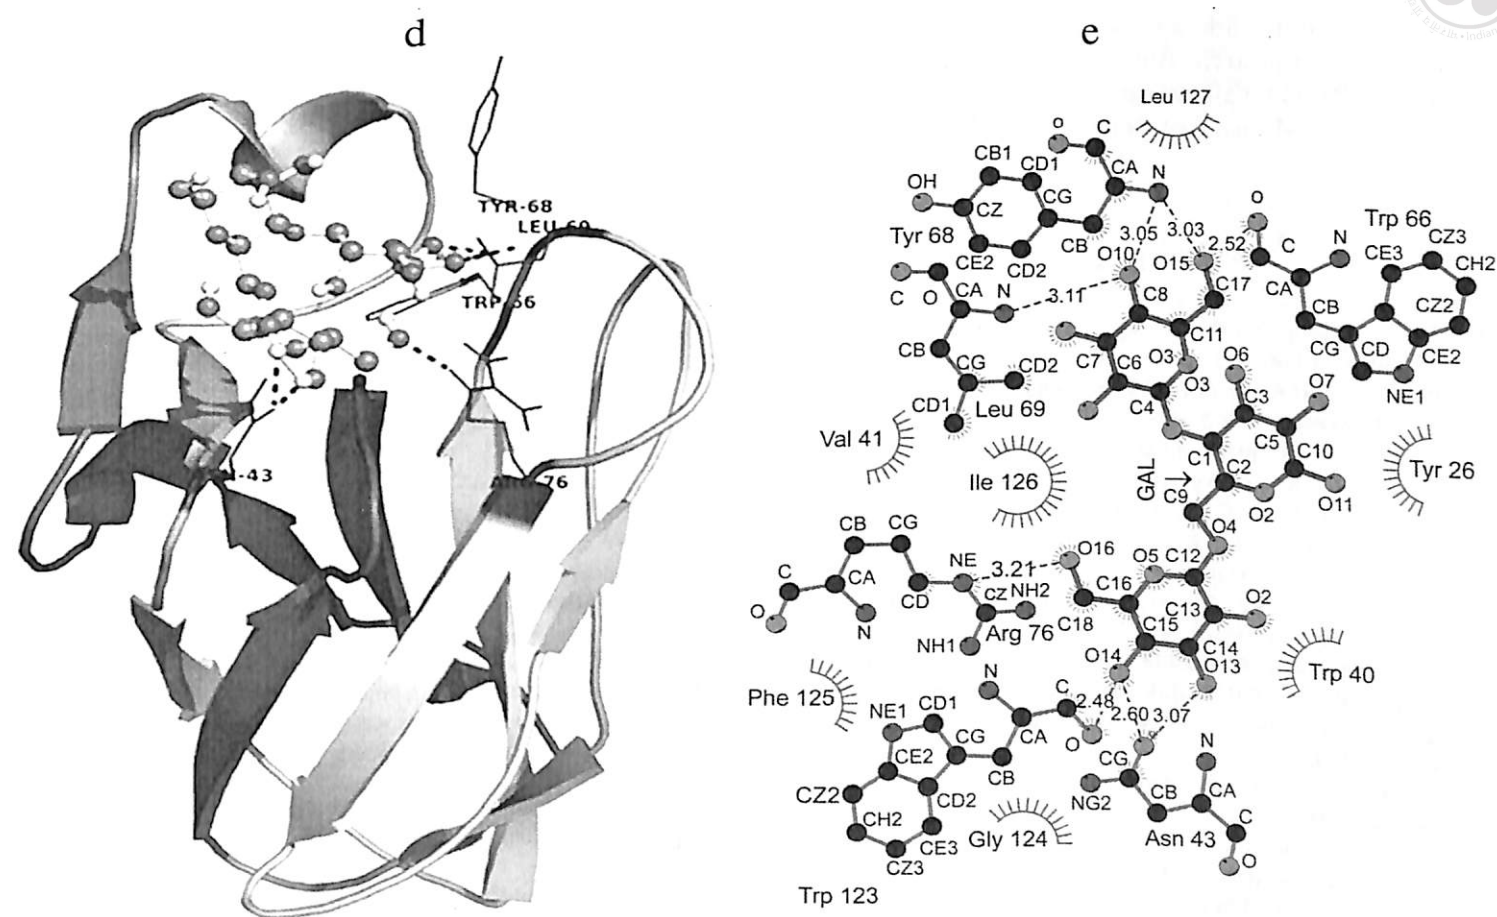 d
e
TYR-68
TRP-66
Leu 127
O
C
CB1
CD1
CA
N
OH
CG
CZ
Tyr 68
CB
3.05
3.03
2.52
O
Trp 66
CE2
CD2
O10
O15
C
N
CE3
CZ3
CH2
C
O
CA
N
3.11
C8
C17
CA
CB
CZ2
CB
CG
CD2
C7
C6
O3
C11
O3
O6
CG
CD
CE2
NE1
CD1
Leu 69
C4
C3
O7
Val 41
Ile 126
GAL →
C1
C5
C10
Tyr 26
C9
C2
O2
O11
CB
CG
O4
C
CA
CD
NE
3.21
O16
O5
C12
O
N
CZ
NH2
C16
C13
O2
NH1
Arg 76
C18
C15
C14
O14
O13
Trp 40
Phe 125
N
C
2.48
2.60
3.07
NE1
CD1
CG
CA
O
N
CE2
CB
CG
CZ2
CD2
NG2
CB
CA
CH2
CE3
Gly 124
Asn 43
C
CZ3
O
Trp 123